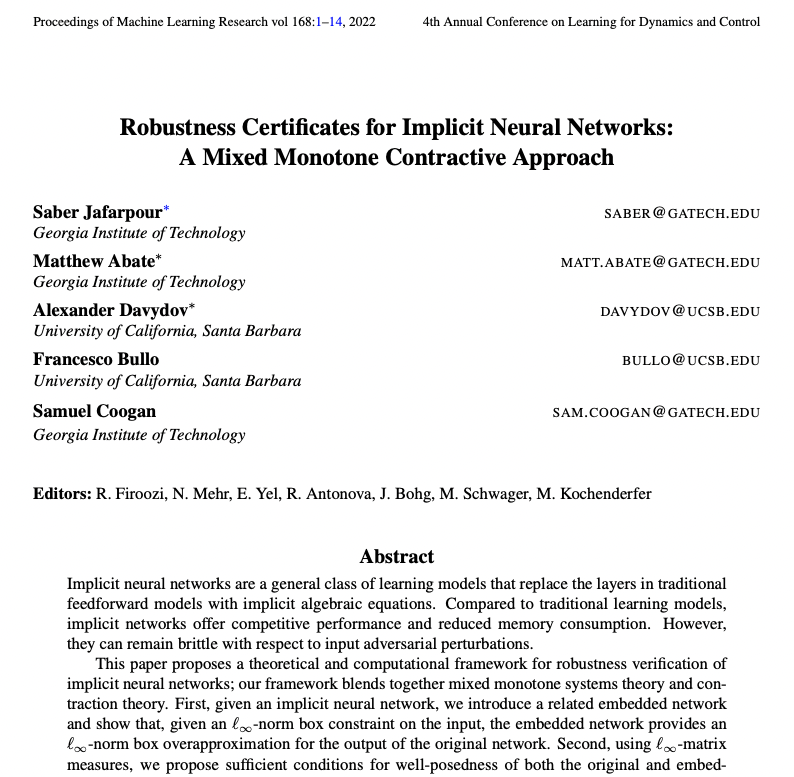 Proceedings of Machine Learning Research vol 168:1–14, 2022 4th Annual Conference on Learning for Dynamics and Control
Robustness Certificates for Implicit Neural Networks:
A Mixed Monotone Contractive Approach
Saber Jafarpour* SABER@GATECH.EDU
Georgia Institute of Technology
Matthew Abate* MATT.ABATE@GATECH.EDU
Georgia Institute of Technology
Alexander Davydov* DAVYDOV@UCSB.EDU
University of California, Santa Barbara
Francesco Bullo BULLO@UCSB.EDU
University of California, Santa Barbara
Samuel Coogan SAM.COOGAN@GATECH.EDU
Georgia Institute of Technology
Editors: R. Firoozi, N. Mehr, E. Yel, R. Antonova, J. Bohg, M. Schwager, M. Kochenderfer
Abstract
Implicit neural networks are a general class of learning models that replace the layers in traditional
feedforward models with implicit algebraic equations. Compared to traditional learning models,
implicit networks offer competitive performance and reduced memory consumption. However,
they can remain brittle with respect to input adversarial perturbations.
This paper proposes a theoretical and computational framework for robustness verification of
implicit neural networks; our framework blends together mixed monotone systems theory and con-
traction theory. First, given an implicit neural network, we introduce a related embedded network
and show that, given an ℓ∞-norm box constraint on the input, the embedded network provides an
ℓ∞-norm box overapproximation for the output of the original network. Second, using ℓ∞-matrix
measures, we propose sufficient conditions for well-posedness of both the original and embed-